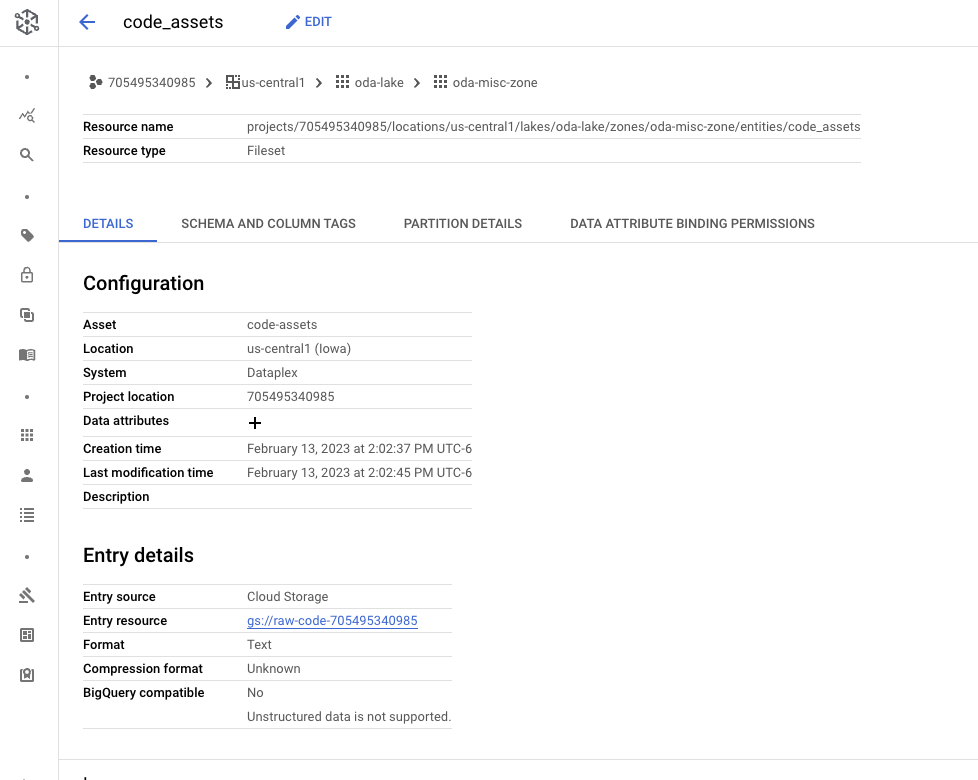 code_assets EDIT
705495340985 us-central1 oda-lake oda-misc-zone
Resource name projects/705495340985/locations/us-central1/lakes/oda-lake/zones/oda-misc-zone/entities/code_assets
Resource type Fileset
DETAILS SCHEMA AND COLUMN TAGS PARTITION DETAILS DATA ATTRIBUTE BINDING PERMISSIONS
Configuration
Asset code-assets
Location us-central1 (Iowa)
System Dataplex
Project location 705495340985
Data attributes
Creation time February 13, 2023 at 2:02:37 PM UTC-6
Last modification time February 13, 2023 at 2:02:45 PM UTC-6
Description
Entry details
Entry source Cloud Storage
Entry resource gs://raw-code-705495340985
Format Text
Compression format Unknown
BigQuery compatible No
Unstructured data is not supported.